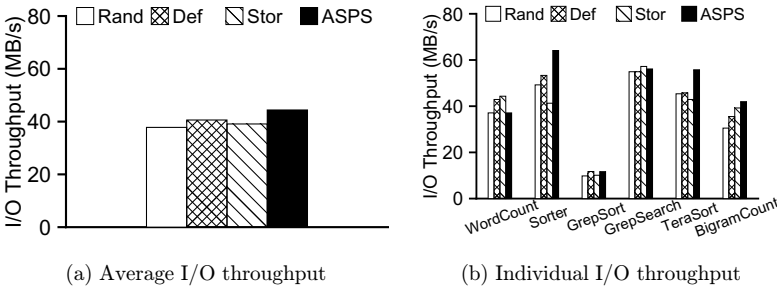 Rand Def Stor ASPS
I/O Throughput (MB/s)
80
60
40
20
0
(a) Average I/O throughput
Rand Def Stor ASPS
I/O Throughput (MB/s)
80
60
40
20
0
WordCount
Sorter
GrepSort
GrepSearch
TeraSort
BigramCount
(b) Individual I/O throughput